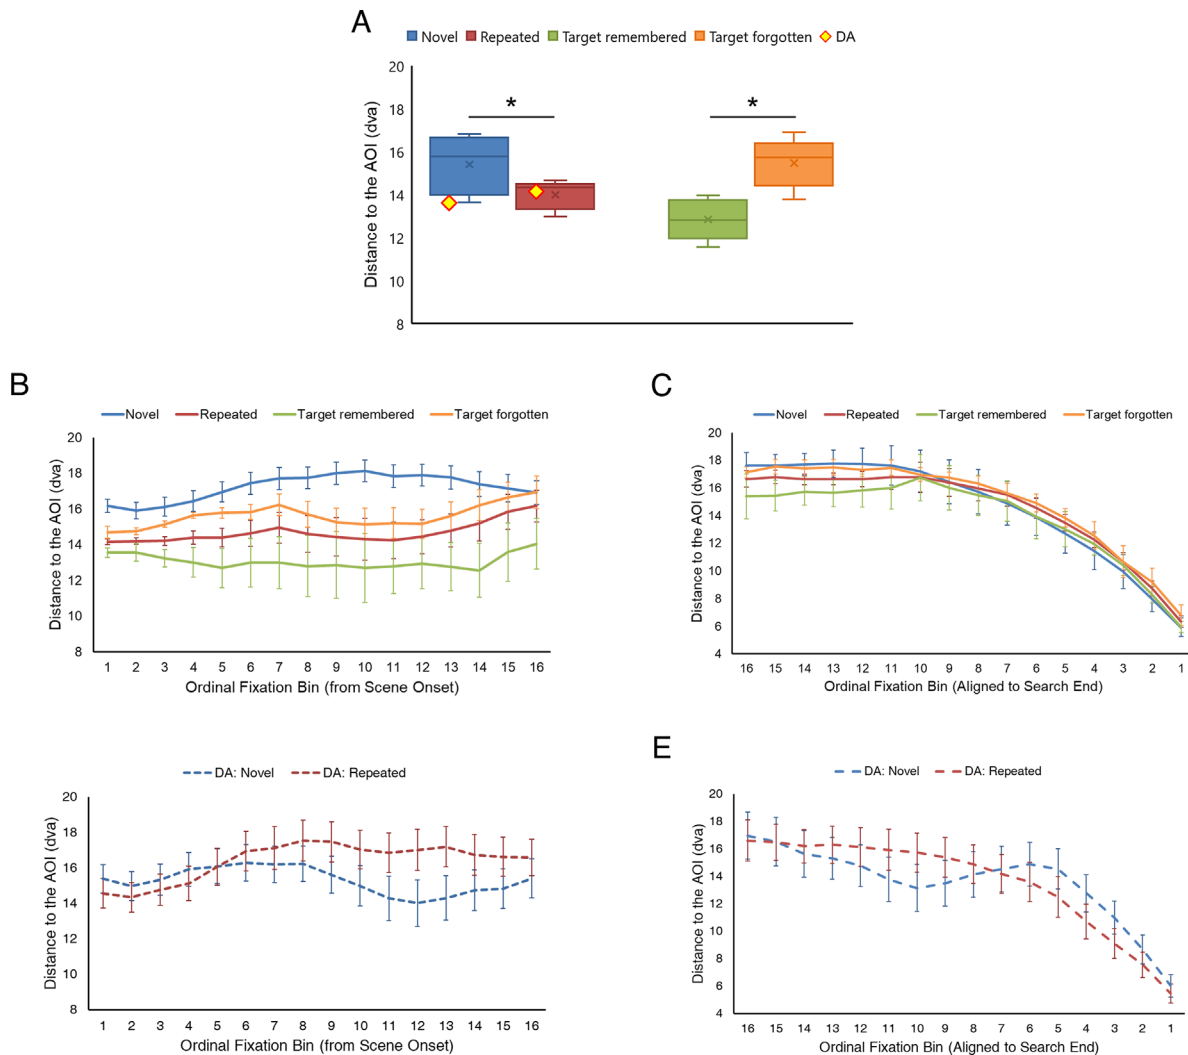 A
Novel Repeated Target remembered Target forgotten DA
* *
Distance to the AOI (dva)
20
18
16
14
12
10
8
B
Novel Repeated Target remembered Target forgotten
Distance to the AOI (dva)
20
18
16
14
12
10
8
1 2 3 4 5 6 7 8 9 10 11 12 13 14 15 16
Ordinal Fixation Bin (from Scene Onset)
C
Novel Repeated Target remembered Target forgotten
Distance to the AOI (dva)
20
18
16
14
12
10
8
6
4
16 15 14 13 12 11 10 9 8 7 6 5 4 3 2 1
Ordinal Fixation Bin (Aligned to Search End)
DA: Novel DA: Repeated
Distance to the AOI (dva)
20
18
16
14
12
10
8
1 2 3 4 5 6 7 8 9 10 11 12 13 14 15 16
Ordinal Fixation Bin (from Scene Onset)
E
DA: Novel DA: Repeated
Distance to the AOI (dva)
20
18
16
14
12
10
8
6
4
16 15 14 13 12 11 10 9 8 7 6 5 4 3 2 1
Ordinal Fixation Bin (Aligned to Search End)